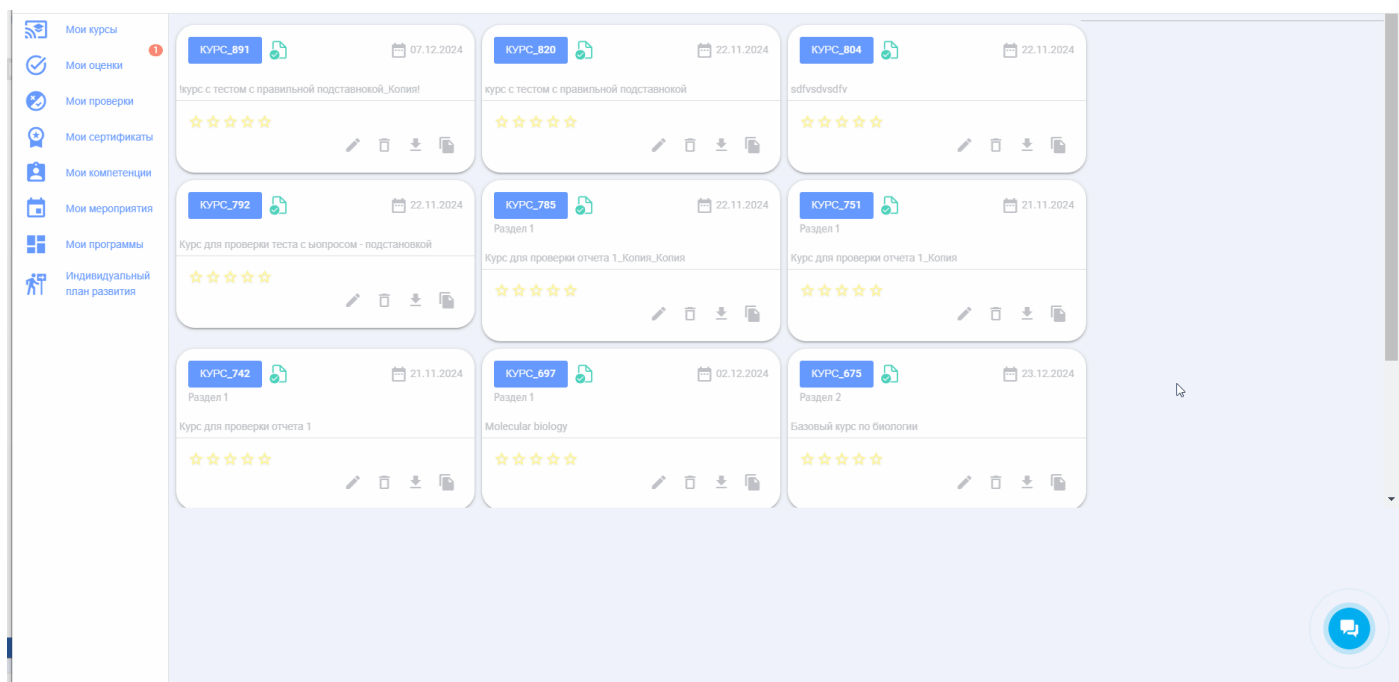 Мои курсы
1
Мои оценки
Мои проверки
Мои сертификаты
Мои компетенции
Мои мероприятия
Мои программы
Индивидуальный
план развития
КУРС_891 07.12.2024
!курс с тестом с правильной подставнокой_Копия!
КУРС_820 22.11.2024
курс с тестом с правильной подставнокой
КУРС_804 22.11.2024
sdfvsdvsdfv
КУРС_792 22.11.2024
Курс для проверки теста с ыопросом - подстановкой
КУРС_785 22.11.2024
Раздел 1
Курс для проверки отчета 1_Копия_Копия
КУРС_751 21.11.2024
Раздел 1
Курс для проверки отчета 1_Копия
КУРС_742 21.11.2024
Раздел 1
Курс для проверки отчета 1
КУРС_697 02.12.2024
Раздел 1
Molecular biology
КУРС_675 23.12.2024
Раздел 2
Базовый курс по биологии